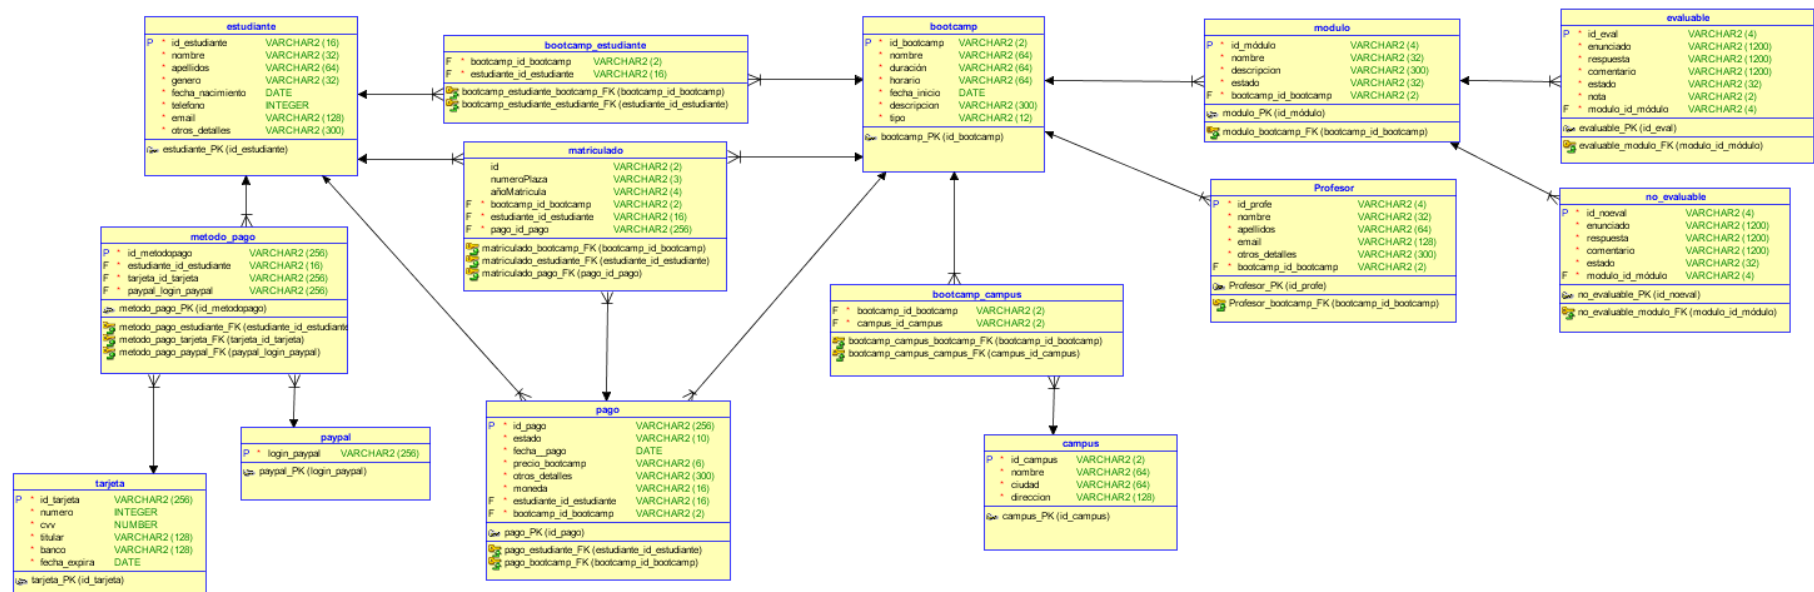 estudiante
P * id_estudiante VARCHAR2 (16)
* nombre VARCHAR2 (32)
* apellidos VARCHAR2 (64)
* genero VARCHAR2 (32)
* fecha_nacimiento DATE
* telefono INTEGER
* email VARCHAR2 (128)
* otros_detalles VARCHAR2 (300)
estudiante_PK (id_estudiante)
bootcamp_estudiante
F * bootcamp_id_bootcamp VARCHAR2 (2)
F * estudiante_id_estudiante VARCHAR2 (16)
bootcamp_estudiante_bootcamp_FK (bootcamp_id_bootcamp)
bootcamp_estudiante_estudiante_FK (estudiante_id_estudiante)
bootcamp
P * id_bootcamp VARCHAR2 (2)
* nombre VARCHAR2 (64)
* duración VARCHAR2 (64)
* horario VARCHAR2 (64)
* fecha_inicio DATE
* descripcion VARCHAR2 (300)
* tipo VARCHAR2 (12)
bootcamp_PK (id_bootcamp)
modulo
P * id_módulo VARCHAR2 (4)
* nombre VARCHAR2 (32)
* descripcion VARCHAR2 (300)
* estado VARCHAR2 (32)
F * bootcamp_id_bootcamp VARCHAR2 (2)
modulo_PK (id_módulo)
modulo_bootcamp_FK (bootcamp_id_bootcamp)
evaluable
P * id_eval VARCHAR2 (4)
* enunciado VARCHAR2 (1200)
* respuesta VARCHAR2 (1200)
* comentario VARCHAR2 (1200)
* estado VARCHAR2 (32)
* nota VARCHAR2 (2)
F * modulo_id_módulo VARCHAR2 (4)
evaluable_PK (id_eval)
evaluable_modulo_FK (modulo_id_módulo)
matriculado
id VARCHAR2 (2)
numeroPlaza VARCHAR2 (3)
añoMatricula VARCHAR2 (4)
F * bootcamp_id_bootcamp VARCHAR2 (2)
F * estudiante_id_estudiante VARCHAR2 (16)
F * pago_id_pago VARCHAR2 (256)
matriculado_bootcamp_FK (bootcamp_id_bootcamp)
matriculado_estudiante_FK (estudiante_id_estudiante)
matriculado_pago_FK (pago_id_pago)
Profesor
P * id_profe VARCHAR2 (4)
* nombre VARCHAR2 (32)
* apellidos VARCHAR2 (64)
* email VARCHAR2 (128)
* otros_detalles VARCHAR2 (300)
F * bootcamp_id_bootcamp VARCHAR2 (2)
Profesor_PK (id_profe)
Profesor_bootcamp_FK (bootcamp_id_bootcamp)
no_evaluable
P * id_noeval VARCHAR2 (4)
* enunciado VARCHAR2 (1200)
* respuesta VARCHAR2 (1200)
* comentario VARCHAR2 (1200)
* estado VARCHAR2 (32)
F * modulo_id_módulo VARCHAR2 (4)
no_evaluable_PK (id_noeval)
no_evaluable_modulo_FK (modulo_id_módulo)
metodo_pago
P * id_metodopago VARCHAR2 (256)
F * estudiante_id_estudiante VARCHAR2 (16)
F * tarjeta_id_tarjeta VARCHAR2 (256)
F * paypal_login_paypal VARCHAR2 (256)
metodo_pago_PK (id_metodopago)
metodo_pago_estudiante_FK (estudiante_id_estudiante
metodo_pago_tarjeta_FK (tarjeta_id_tarjeta)
metodo_pago_paypal_FK (paypal_login_paypal)
bootcamp_campus
F * bootcamp_id_bootcamp VARCHAR2 (2)
F * campus_id_campus VARCHAR2 (2)
bootcamp_campus_bootcamp_FK (bootcamp_id_bootcamp)
bootcamp_campus_campus_FK (campus_id_campus)
pago
P * id_pago VARCHAR2 (256)
* estado VARCHAR2 (10)
* fecha__pago DATE
* precio_bootcamp VARCHAR2 (6)
* otros_detalles VARCHAR2 (300)
* moneda VARCHAR2 (16)
F * estudiante_id_estudiante VARCHAR2 (16)
F * bootcamp_id_bootcamp VARCHAR2 (2)
pago_PK (id_pago)
pago_estudiante_FK (estudiante_id_estudiante)
pago_bootcamp_FK (bootcamp_id_bootcamp)
paypal
P * login_paypal VARCHAR2 (256)
paypal_PK (login_paypal)
campus
P * id_campus VARCHAR2 (2)
* nombre VARCHAR2 (64)
* ciudad VARCHAR2 (64)
* direccion VARCHAR2 (128)
campus_PK (id_campus)
tarjeta
P * id_tarjeta VARCHAR2 (256)
* numero INTEGER
* cvv NUMBER
* titular VARCHAR2 (128)
* banco VARCHAR2 (128)
* fecha_expira DATE
tarjeta_PK (id_tarjeta)